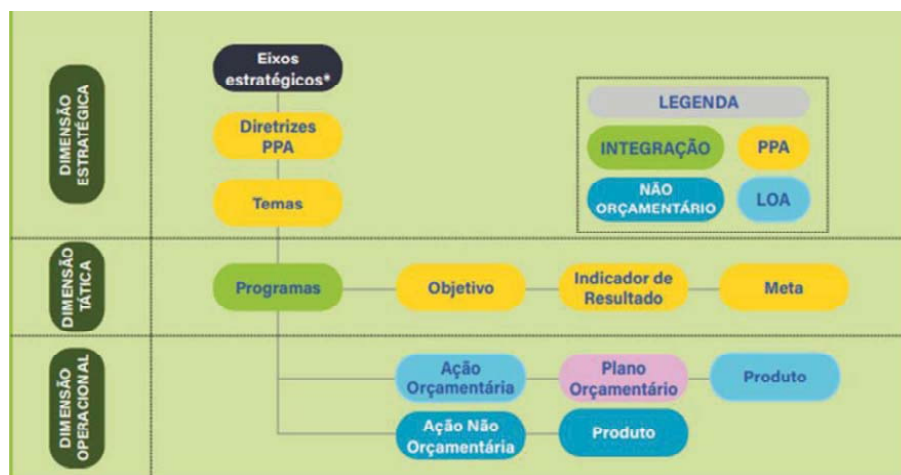 DIMENSÃO
ESTRATÉGICA
Eixos
estratégicos*
Diretrizes
PPA
Temas
LEGENDA
INTEGRAÇÃO
PPA
NÃO
ORÇAMENTÁRIO
LOA
DIMENSÃO
TÁTICA
Programas
Objetivo
Indicador de
Resultado
Meta
DIMENSÃO
OPERACIONAL
Ação
Orçamentária
Plano
Orçamentário
Produto
Ação Não
Orçamentária
Produto